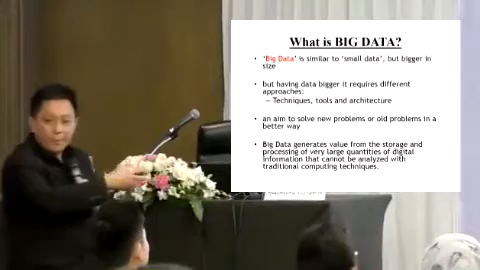 What is BIG DATA?
• 'Big Data' is similar to 'small data', but bigger in
size
• but having data bigger it requires different
approaches:
– Techniques, tools and architecture
• an aim to solve new problems or old problems in a
better way
• Big Data generates value from the storage and
processing of very large quantities of digital
information that cannot be analyzed with
traditional computing techniques.